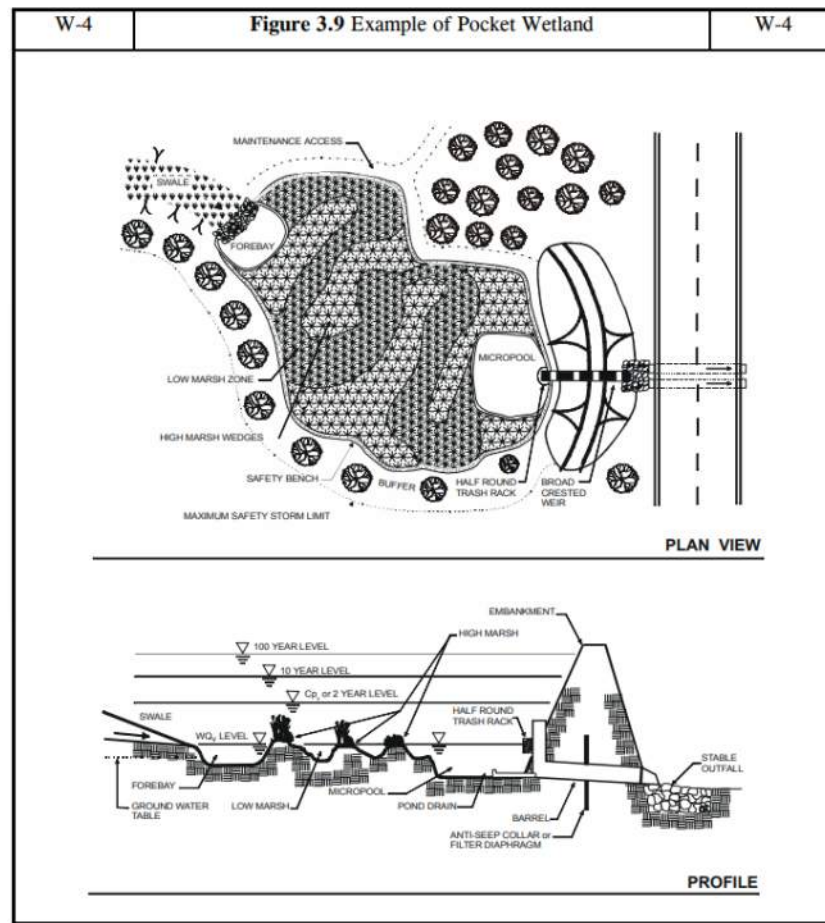 W-4
Figure 3.9 Example of Pocket Wetland
W-4
MAINTENANCE ACCESS
SWALE
FOREBAY
MICROPOOL
LOW MARSH ZONE
HIGH MARSH WEDGES
SAFETY BENCH
BUFFER
HALF ROUND
TRASH RACK
BROAD
CRESTED
WEIR
MAXIMUM SAFETY STORM LIMIT
PLAN VIEW
EMBANKMENT
HIGH MARSH
100 YEAR LEVEL
10 YEAR LEVEL
Cpv or 2 YEAR LEVEL
HALF ROUND
TRASH RACK
SWALE
WQv LEVEL
STABLE
OUTFALL
FOREBAY
MICROPOOL
GROUND WATER
TABLE
LOW MARSH
POND DRAIN
BARREL
ANTI-SEEP COLLAR or
FILTER DIAPHRAGM
PROFILE